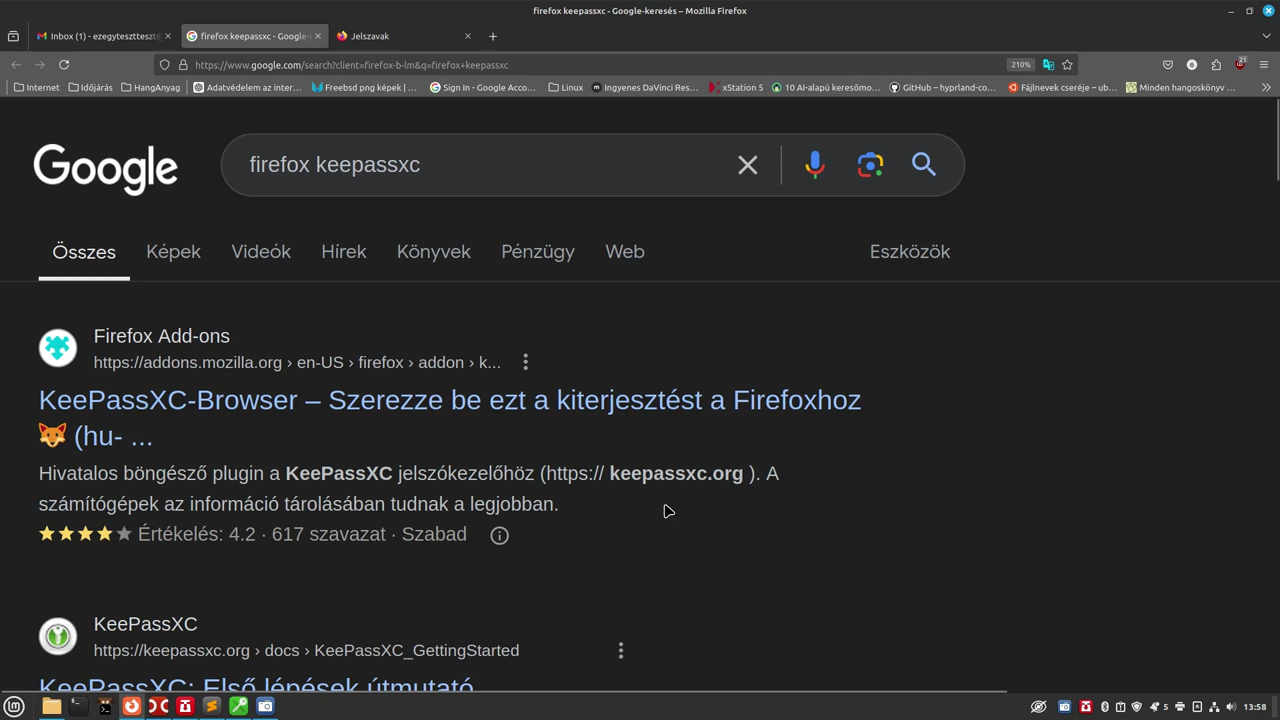 firefox keepassxc - Google-keresés – Mozilla Firefox
Inbox (1) - ezegytesztteszt@
firefox keepassxc - Google-
Jelszavak
https://www.google.com/search?client=firefox-b-lm&q=firefox+keepassxc
210%
21
Internet
Időjárás
HangAnyag
Adatvédelem az inter...
Freebsd png képek | ...
Sign In - Google Acco...
Linux
Ingyenes DaVinci Res...
xStation 5
10 AI-alapú keresőmo...
GitHub – hyprland-co...
Fájlnevek cseréje – ub...
Minden hangoskönyv ...
Google
firefox keepassxc
Összes
Képek
Videók
Hírek
Könyvek
Pénzügy
Web
Eszközök
Firefox Add-ons
https://addons.mozilla.org › en-US › firefox › addon › k...
KeePassXC-Browser – Szerezze be ezt a kiterjesztést a Firefoxhoz
🦊 (hu- ...
Hivatalos böngésző plugin a KeePassXC jelszókezelőhöz (https:// keepassxc.org ). A
számítógépek az információ tárolásában tudnak a legjobban.
Értékelés: 4.2 · 617 szavazat · Szabad
KeePassXC
https://keepassxc.org › docs › KeePassXC_GettingStarted
KeePassXC: Első lépések útmutató
5
13:58